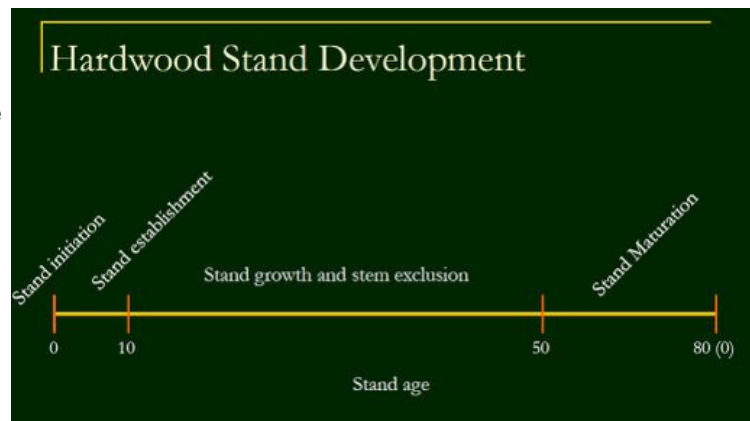 Hardwood Stand Development
Stand initiation
Stand establishment
Stand growth and stem exclusion
Stand Maturation
0
10
50
80 (0)
Stand age